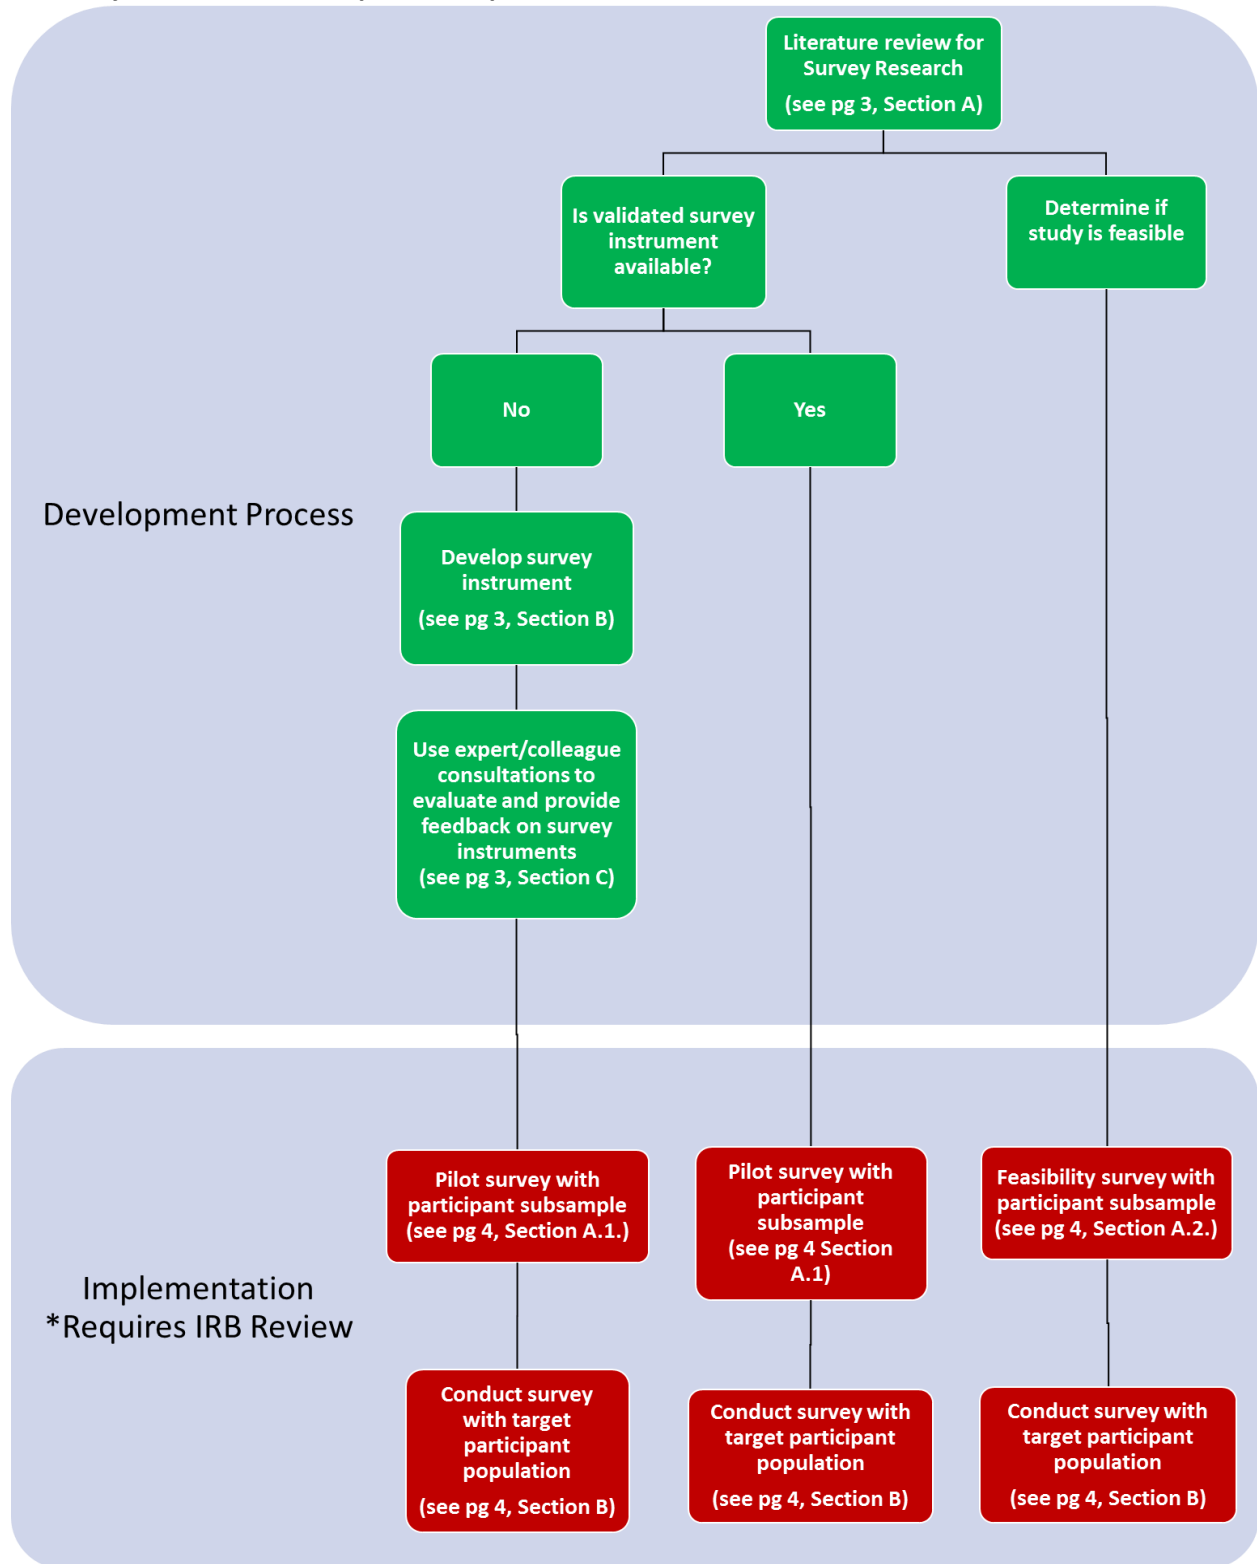 Literature review for
Survey Research
(see pg 3, Section A)
Is validated survey
instrument
available?
Determine if
study is feasible
No
Yes
Development Process
Develop survey
instrument
(see pg 3, Section B)
Use expert/colleague
consultations to
evaluate and provide
feedback on survey
instruments
(see pg 3, Section C)
Pilot survey with
participant subsample
(see pg 4, Section A.1.)
Pilot survey with
participant
subsample
(see pg 4 Section
A.1)
Feasibility survey with
participant subsample
(see pg 4, Section A.2.)
Implementation
*Requires IRB Review
Conduct survey
with target
participant
population
(see pg 4, Section B)
Conduct survey with
target participant
population
(see pg 4, Section B)
Conduct survey with
target participant
population
(see pg 4, Section B)